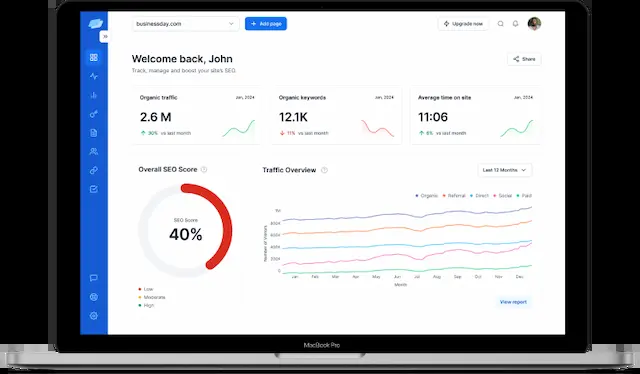 businessday.com
+ Add page
Upgrade now
Welcome back, John
Track, manage and boost your site's SEO.
Share
Organic traffic
Jan, 2024
2.6 M
30% vs last month
Organic keywords
Jan, 2024
12.1K
11% vs last month
Average time on site
Jan, 2024
11:06
8% vs last month
Overall SEO Score
SEO Score
40%
Low
Moderate
High
Traffic Overview
Last 12 Months
Organic
Referral
Direct
Social
Paid
Number of Visitors
1M
800K
600K
400K
200K
0
Jan
Feb
Mar
Apr
May
Jun
Jul
Aug
Sep
Oct
Nov
Dec
Month
View report
MacBook Pro